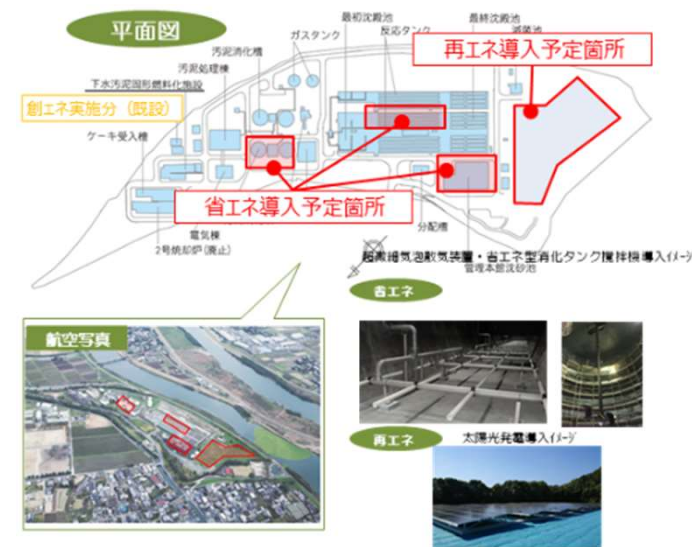 平面図
最初沈殿池
最終沈殿池
ガスタンク
反応タンク
滅菌池
汚泥消化槽
再エネ導入予定箇所
汚泥処理棟
下水汚泥固形燃料化施設
創エネ実施分（既設）
ケーキ受入槽
省エネ導入予定箇所
電気棟
分配槽
2号焼却炉(廃止)
超微細気泡散気装置・省エネ型消化タンク撹拌機導入イメージ
管理本館沈砂池
省エネ
航空写真
再エネ
太陽光発電導入イメージ